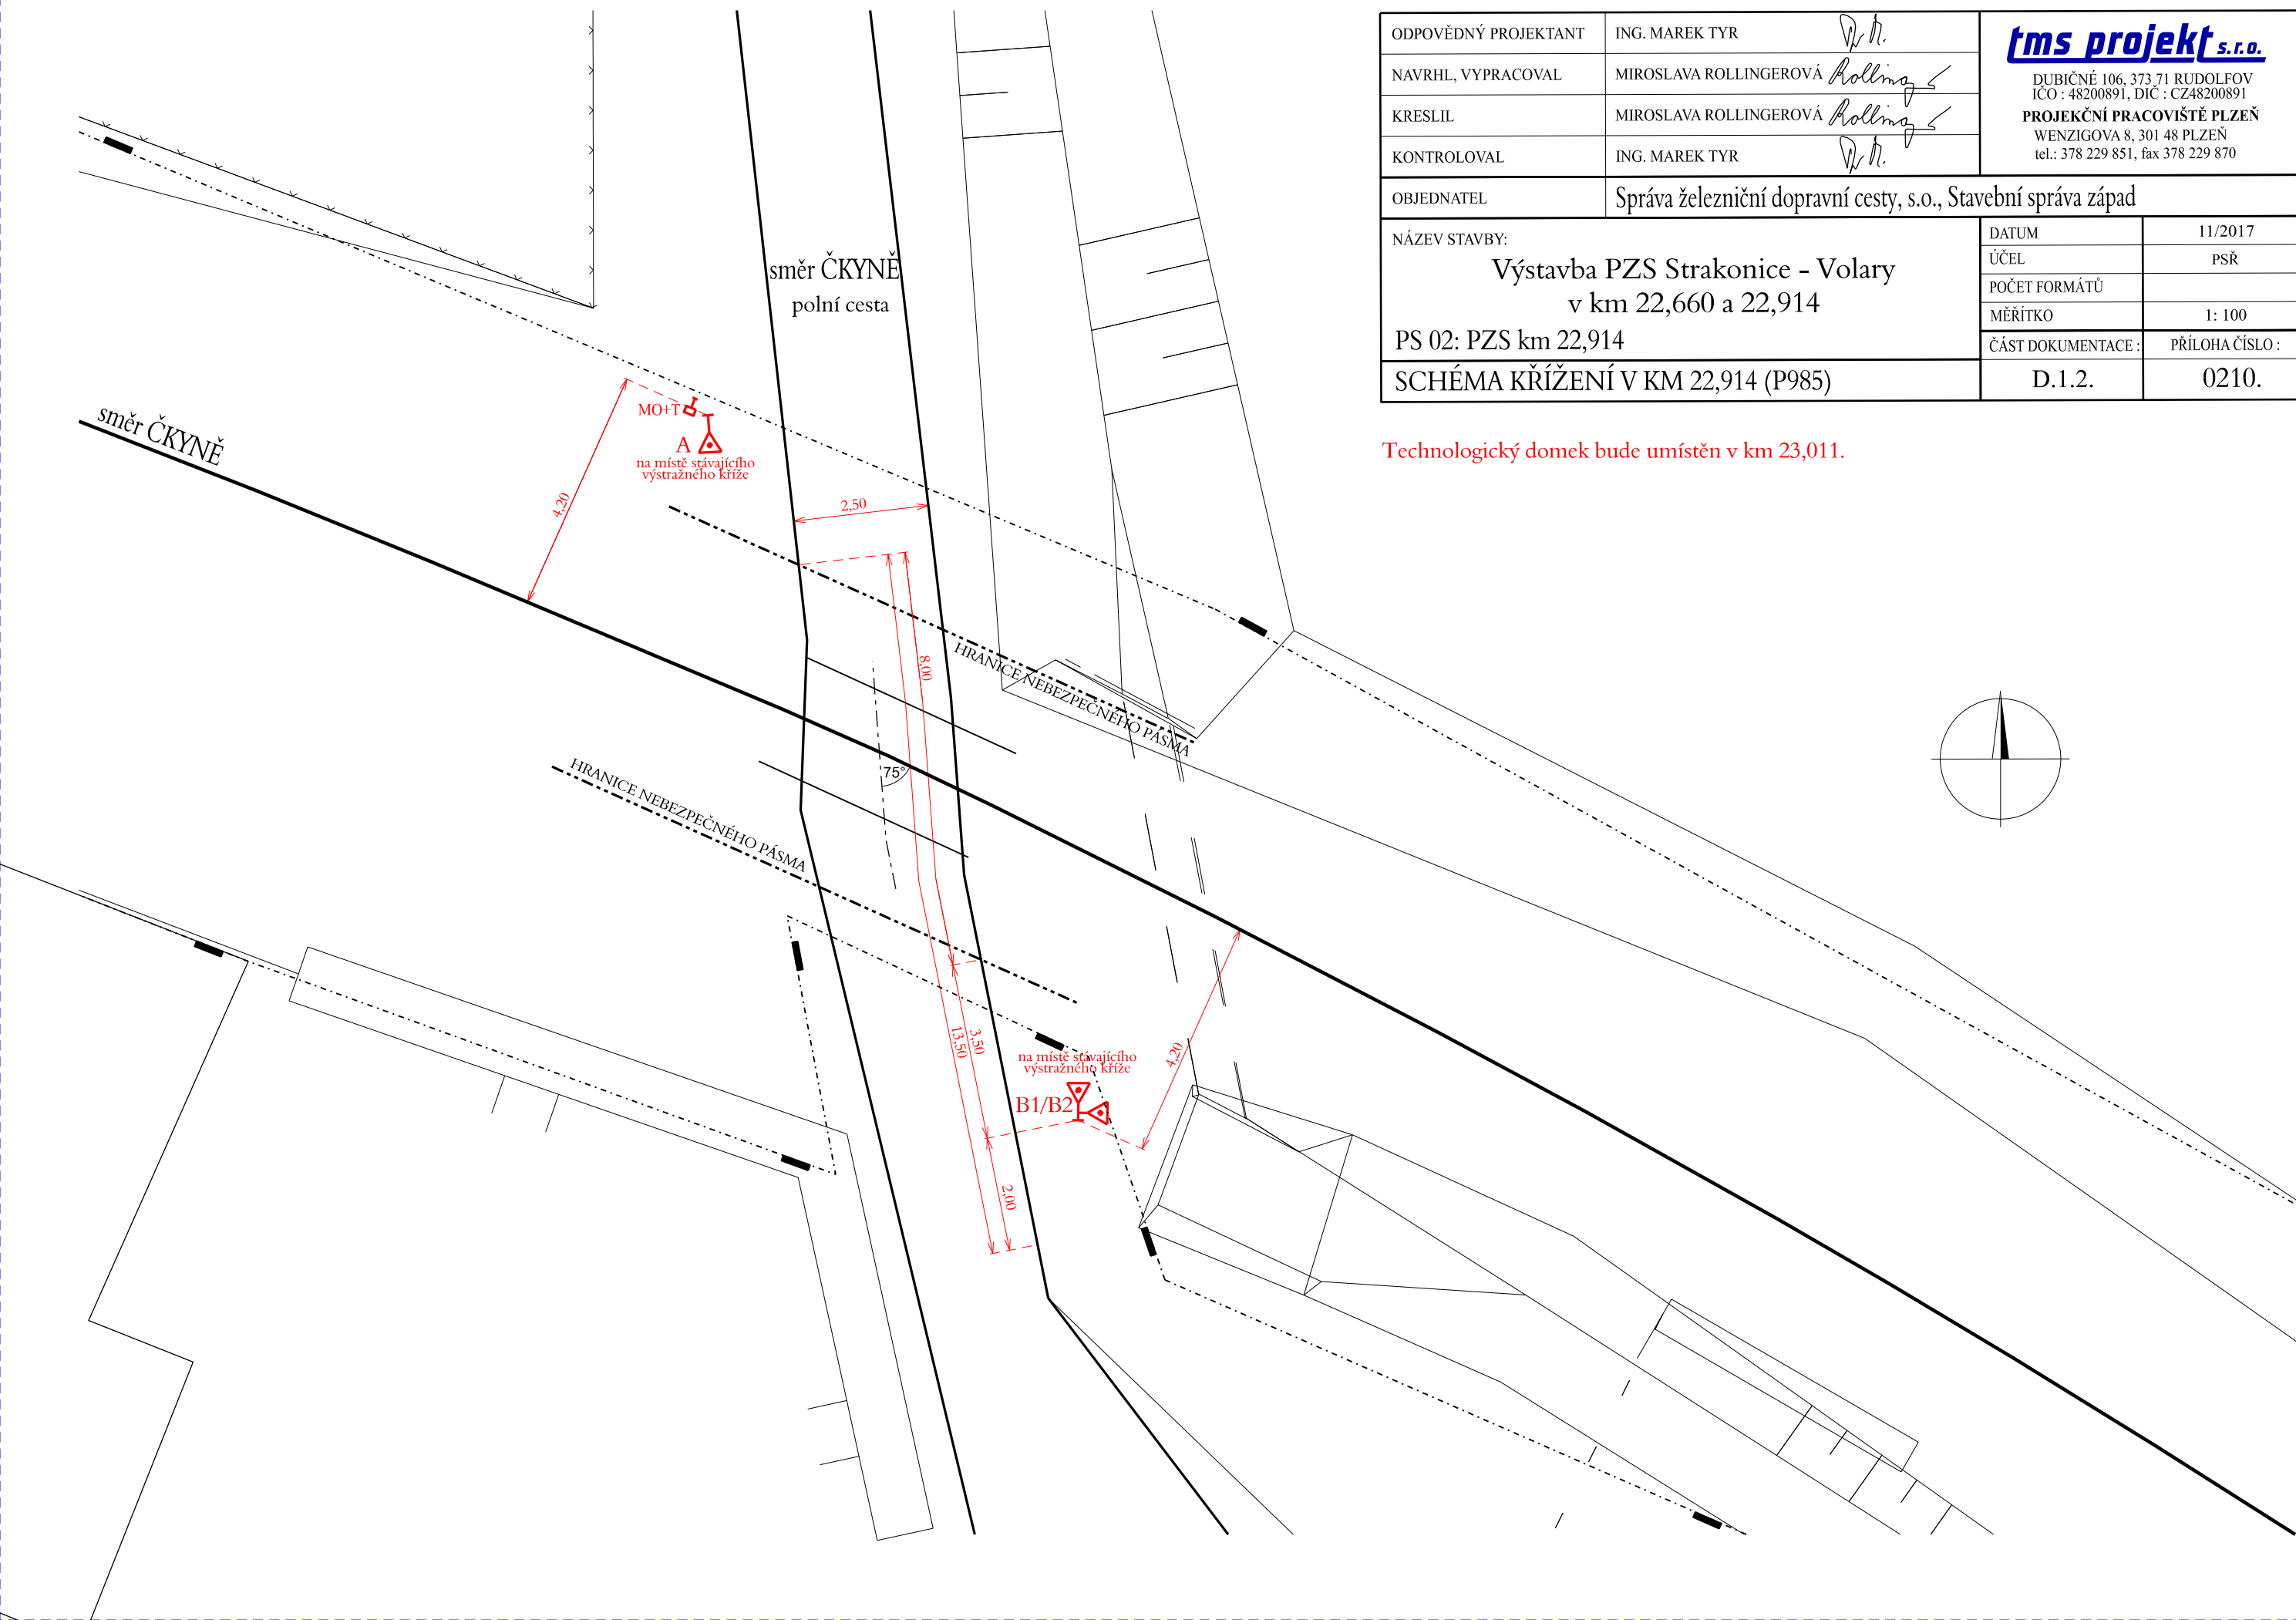 ODPOVĚDNÝ PROJEKTANT ING. MAREK TYR
NAVRHL, VYPRACOVAL MIROSLAVA ROLLINGEROVÁ
KRESLIL MIROSLAVA ROLLINGEROVÁ
KONTROLOVAL ING. MAREK TYR
tms projekt s.r.o.
DUBIČNÉ 106, 373 71 RUDOLFOV
IČO : 48200891, DIČ : CZ48200891
PROJEKČNÍ PRACOVIŠTĚ PLZEŇ
WENZIGOVA 8, 301 48 PLZEŇ
tel.: 378 229 851, fax 378 229 870
OBJEDNATEL Správa železniční dopravní cesty, s.o., Stavební správa západ
NÁZEV STAVBY:
Výstavba PZS Strakonice - Volary
v km 22,660 a 22,914
PS 02: PZS km 22,914
SCHÉMA KŘÍŽENÍ V KM 22,914 (P985)
DATUM 11/2017
ÚČEL PSŘ
POČET FORMÁTŮ
MĚŘÍTKO 1: 100
ČÁST DOKUMENTACE : PŘÍLOHA ČÍSLO :
D.1.2. 0210.
Technologický domek bude umístěn v km 23,011.
směr ČKYNĚ
polní cesta
směr ČKYNĚ
MO+T
A
na místě stávajícího
výstražného kříže
4,20
2,50
8,00
HRANICE NEBEZPEČNÉHO PÁSMA
75°
HRANICE NEBEZPEČNÉHO PÁSMA
3,50
13,50
na místě stávajícího
výstražného kříže
B1/B2
4,20
2,00